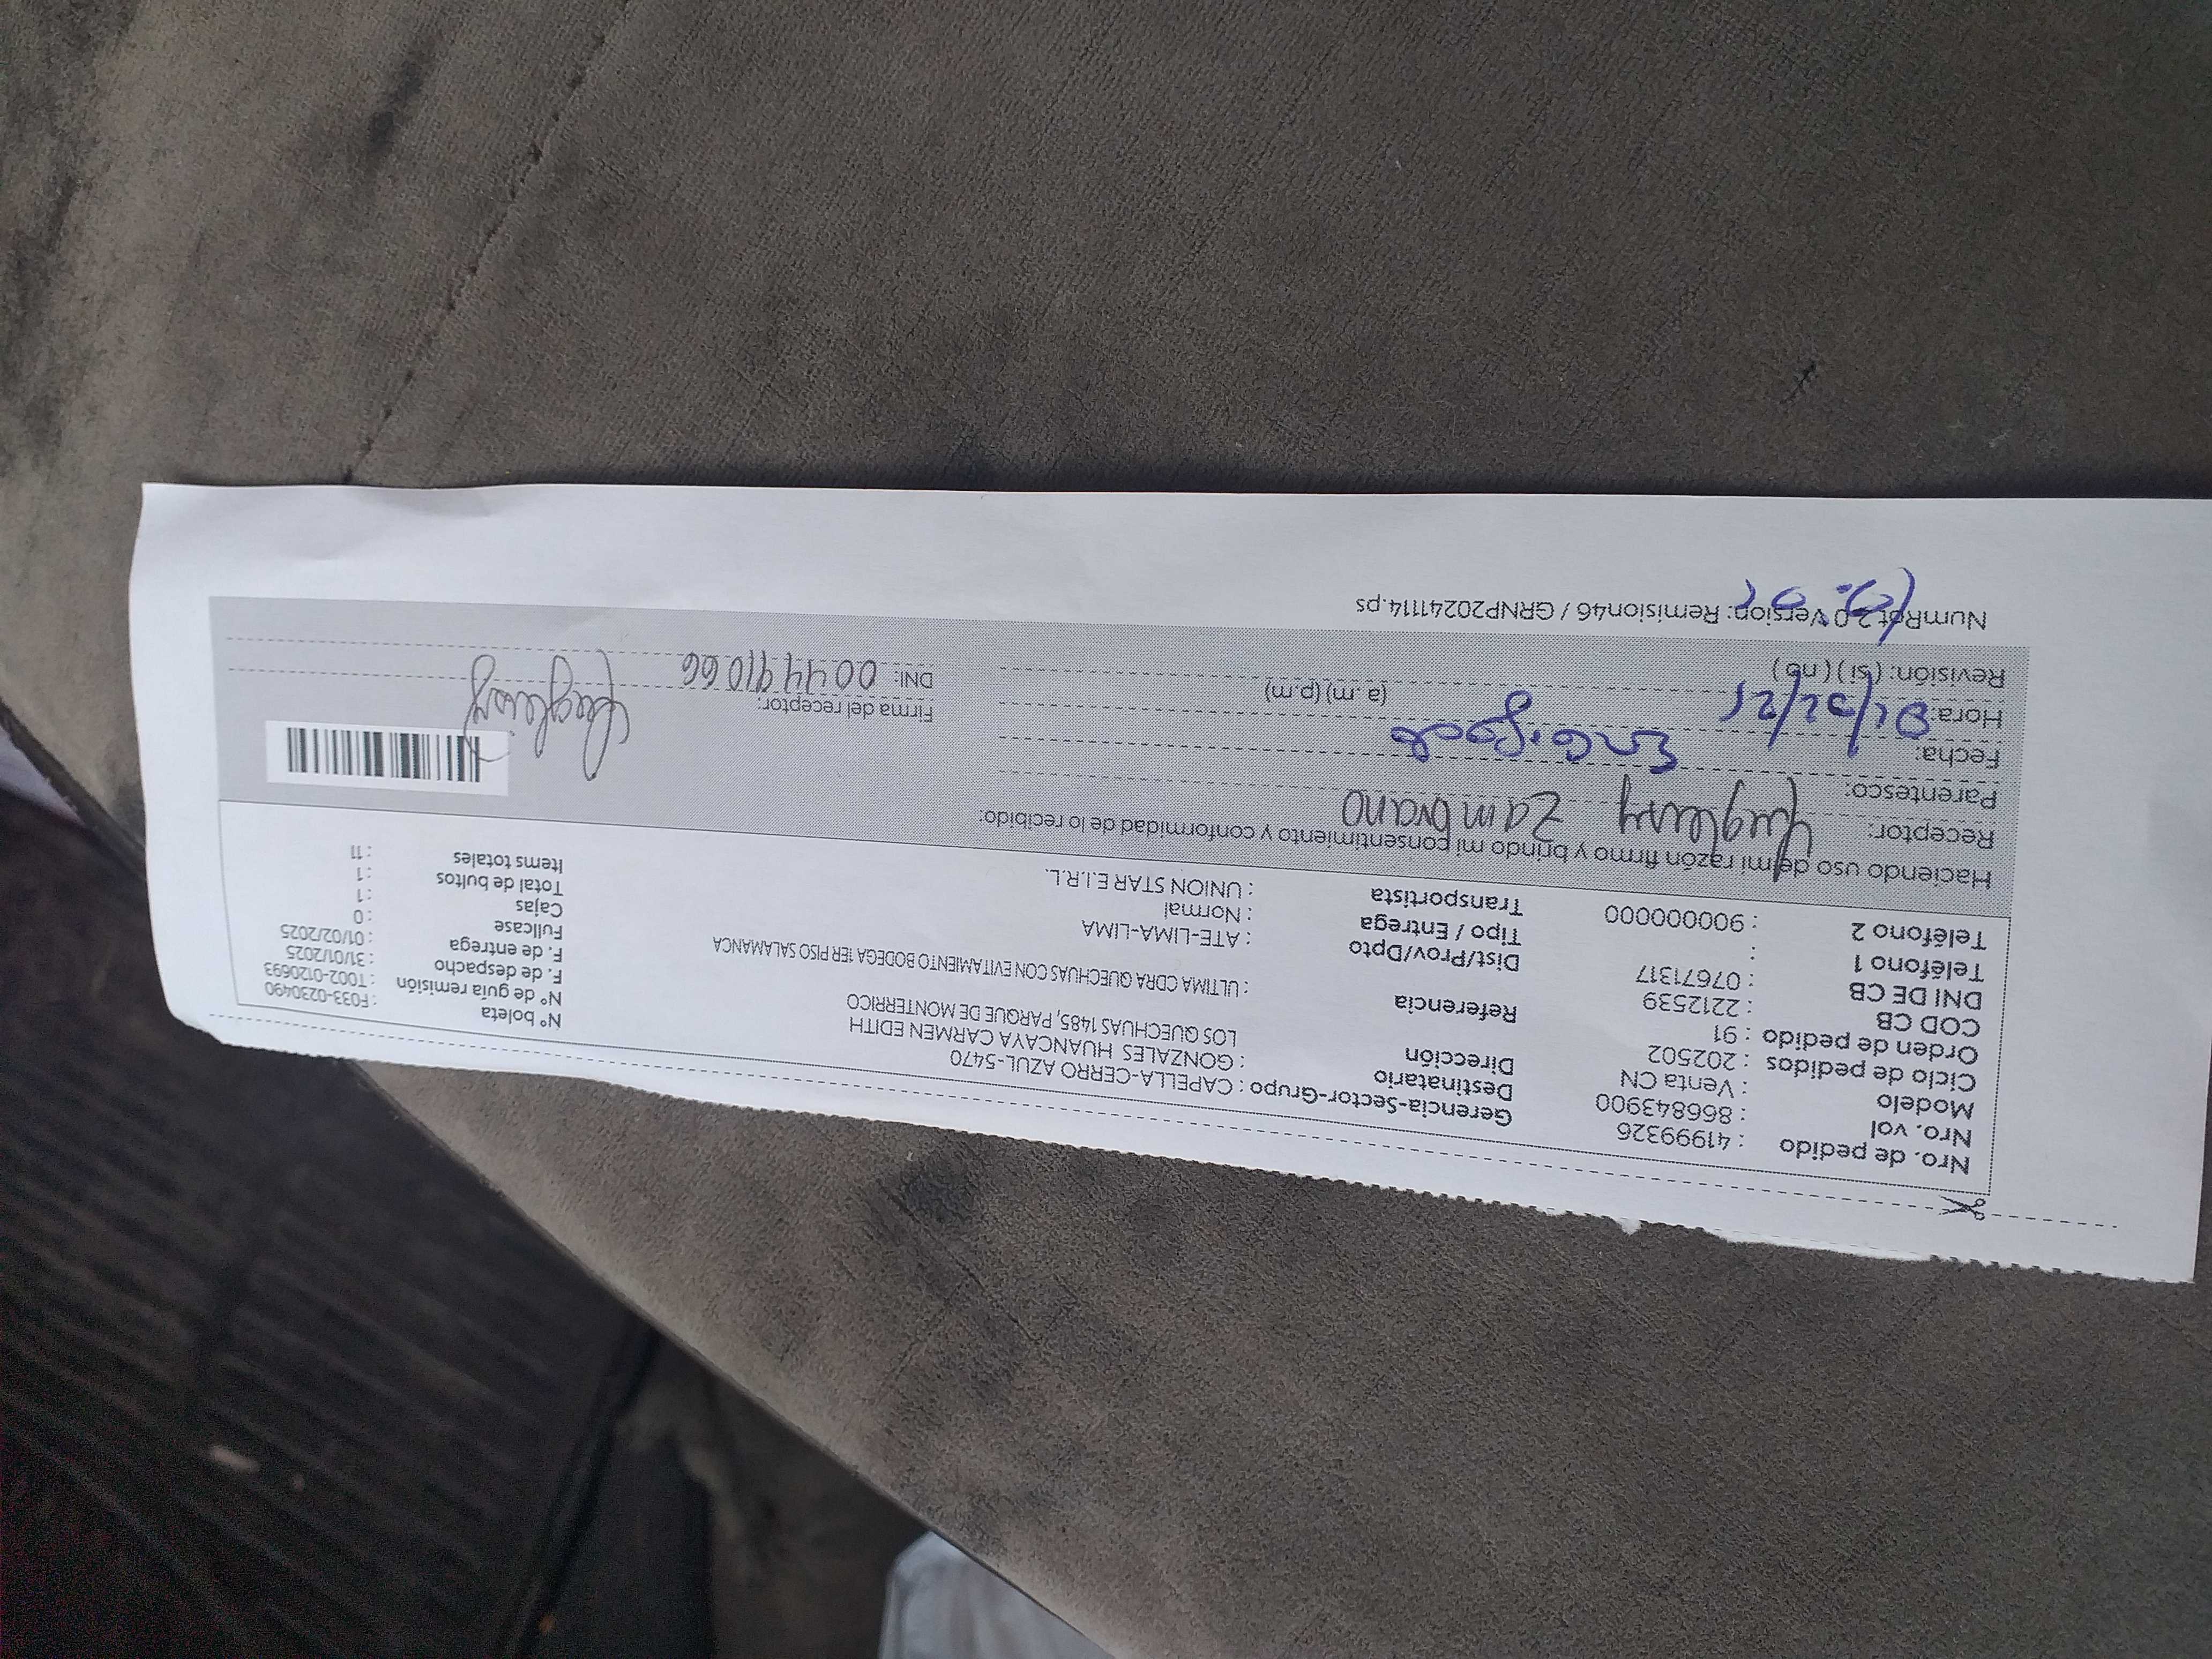 Nro. de pedido : 41999326
Nro. vol : 866843900
Modelo : Venta CN
Ciclo de pedidos : 202502
Orden de pedido : 91
COD CB : 2212539
DNI DE CB : 07671317
Teléfono 1 :
Teléfono 2 : 900000000
Gerencia-Sector-Grupo : CAPELLA-CERRO AZUL-5470
Destinatario : GONZALES HUANCAYA CARMEN EDITH
Dirección LOS QUECHUAS 1485, PARQUE DE MONTERRICO
Referencia : ULTIMA CDRA QUECHUAS CON EVITAMIENTO BODEGA 1ER PISO SALAMANCA
Dist/Prov/Dpto : ATE-LIMA-LIMA
Tipo / Entrega : Normal
Transportista : UNION STAR E.I.R.L.
N° boleta : F033-0230490
N° de guía remisión : T002-0120693
F. de despacho : 31/01/2025
F. de entrega : 01/02/2025
Fullcase : 0
Cajas : 1
Total de bultos : 1
Items totales : 11
Haciendo uso de mi razón firmo y brindo mi consentimiento y conformidad de lo recibido:
Receptor: Zambrano
Parentesco:
Fecha:
Hora: (a.m) (p.m)
Revisión: (si) (no)
Firma del receptor:
DNI: 004491066
NumRot 2.0 Version: Remision46 / GRNP20241114.ps